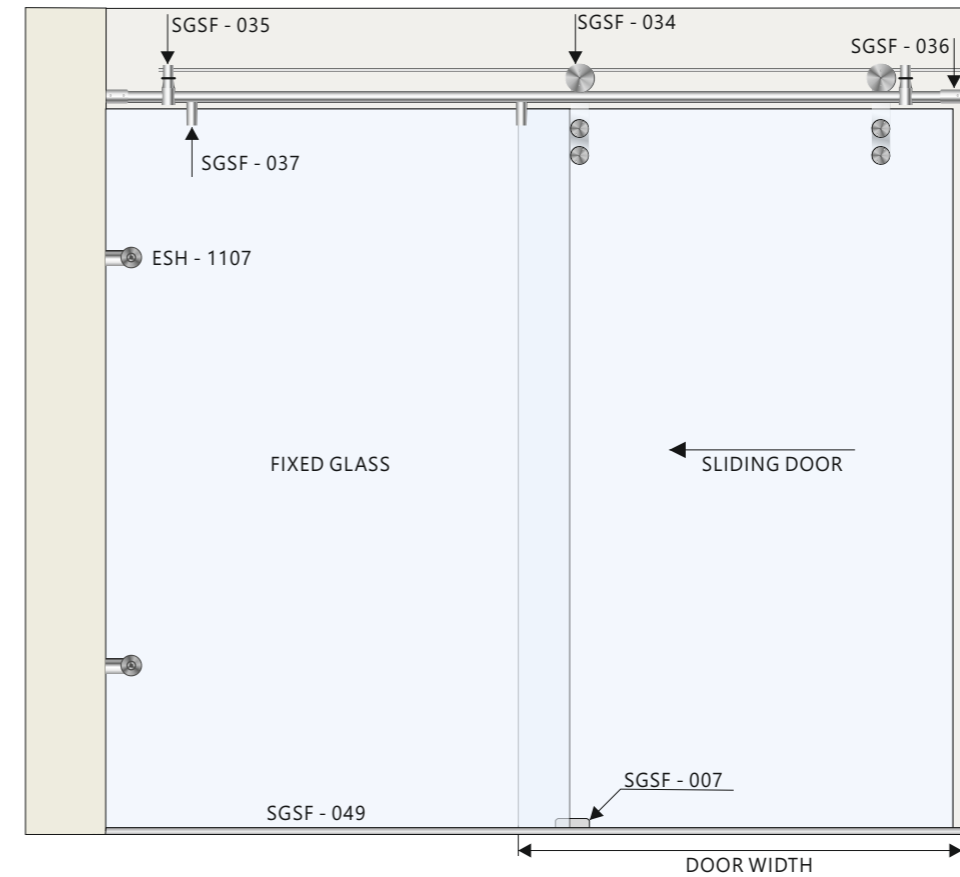 SGSF - 035
SGSF - 034
SGSF - 036
SGSF - 037
ESH - 1107
FIXED GLASS
SLIDING DOOR
SGSF - 007
SGSF - 049
DOOR WIDTH